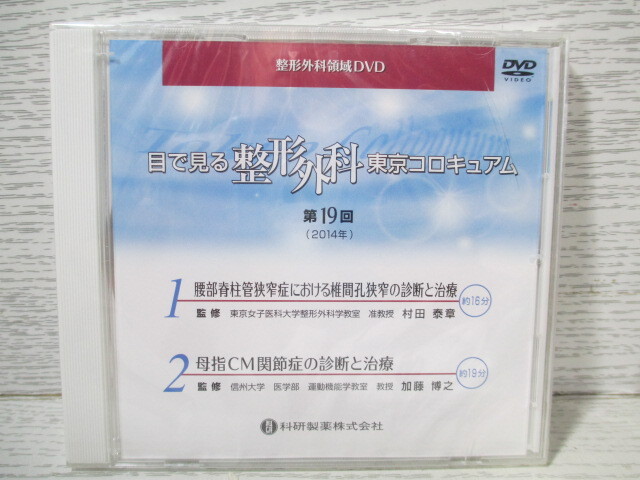 整形外科領域DVD
DVD
VIDEO
目で見る整形外科東京コロキュアム
第19回
(2014年)
1 腰部脊柱管狭窄症における椎間孔狭窄の診断と治療 約16分
監修 東京女子医科大学整形外科学教室 准教授 村田 泰章
2 母指CM関節症の診断と治療 約19分
監修 信州大学 医学部 運動機能学教室 教授 加藤 博之
科研製薬株式会社